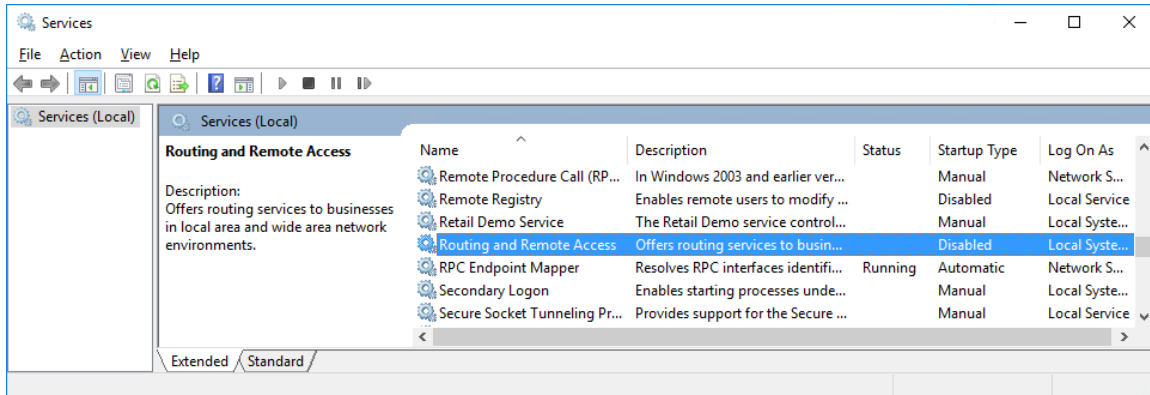 Services
File Action View Help
Services (Local)
Services (Local)
Routing and Remote Access
Description:
Offers routing services to businesses
in local area and wide area network
environments.
Name Description Status Startup Type Log On As
Remote Procedure Call (RP... In Windows 2003 and earlier ver... Manual Network S...
Remote Registry Enables remote users to modify ... Disabled Local Service
Retail Demo Service The Retail Demo service control... Manual Local Syste...
Routing and Remote Access Offers routing services to busin... Disabled Local Syste...
RPC Endpoint Mapper Resolves RPC interfaces identifi... Running Automatic Network S...
Secondary Logon Enables starting processes unde... Manual Local Syste...
Secure Socket Tunneling Pr... Provides support for the Secure ... Manual Local Service
Extended Standard